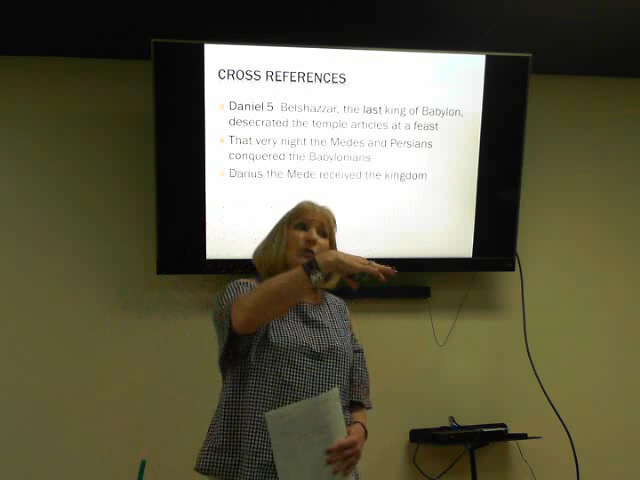 CROSS REFERENCES
Daniel 5 Belshazzar, the last king of Babylon,
desecrated the temple articles at a feast
That very night the Medes and Persians
conquered the Babylonians
Darius the Mede received the kingdom